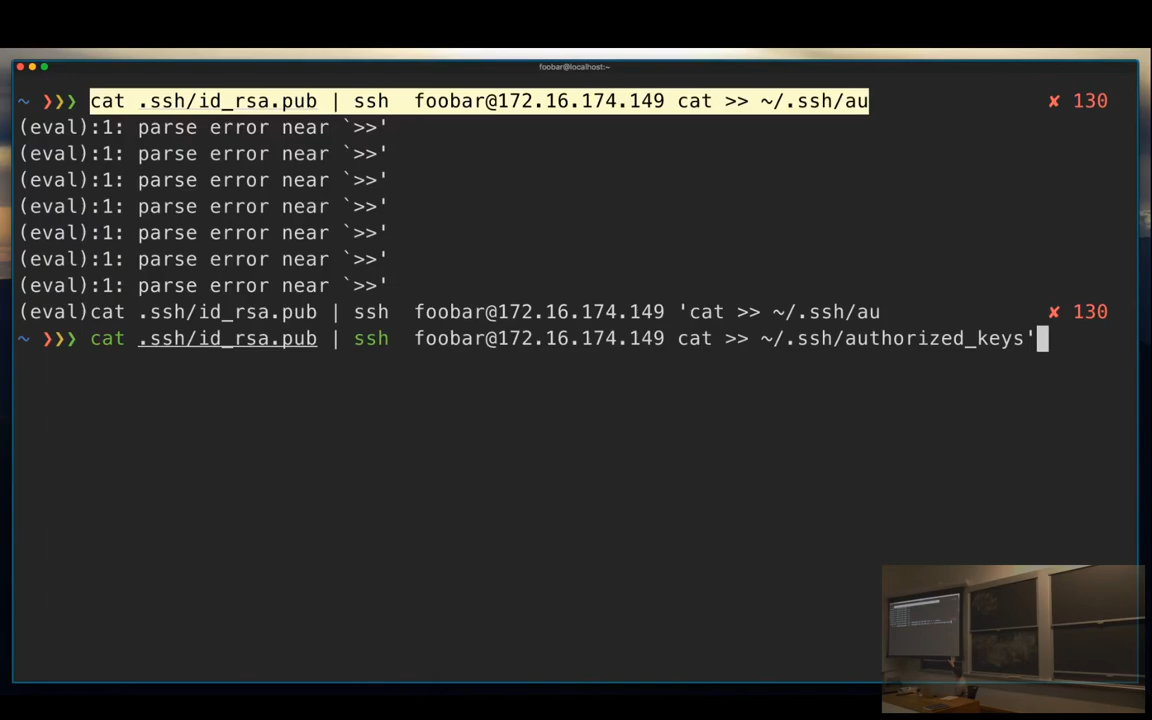 foobar@localhost:~
~ ❯❯❯ cat .ssh/id_rsa.pub | ssh  foobar@172.16.174.149 cat >> ~/.ssh/au ✘ 130
(eval):1: parse error near `>>'
(eval):1: parse error near `>>'
(eval):1: parse error near `>>'
(eval):1: parse error near `>>'
(eval):1: parse error near `>>'
(eval):1: parse error near `>>'
(eval):1: parse error near `>>'
(eval)cat .ssh/id_rsa.pub | ssh  foobar@172.16.174.149 'cat >> ~/.ssh/au ✘ 130
~ ❯❯❯ cat .ssh/id_rsa.pub | ssh  foobar@172.16.174.149 cat >> ~/.ssh/authorized_keys'